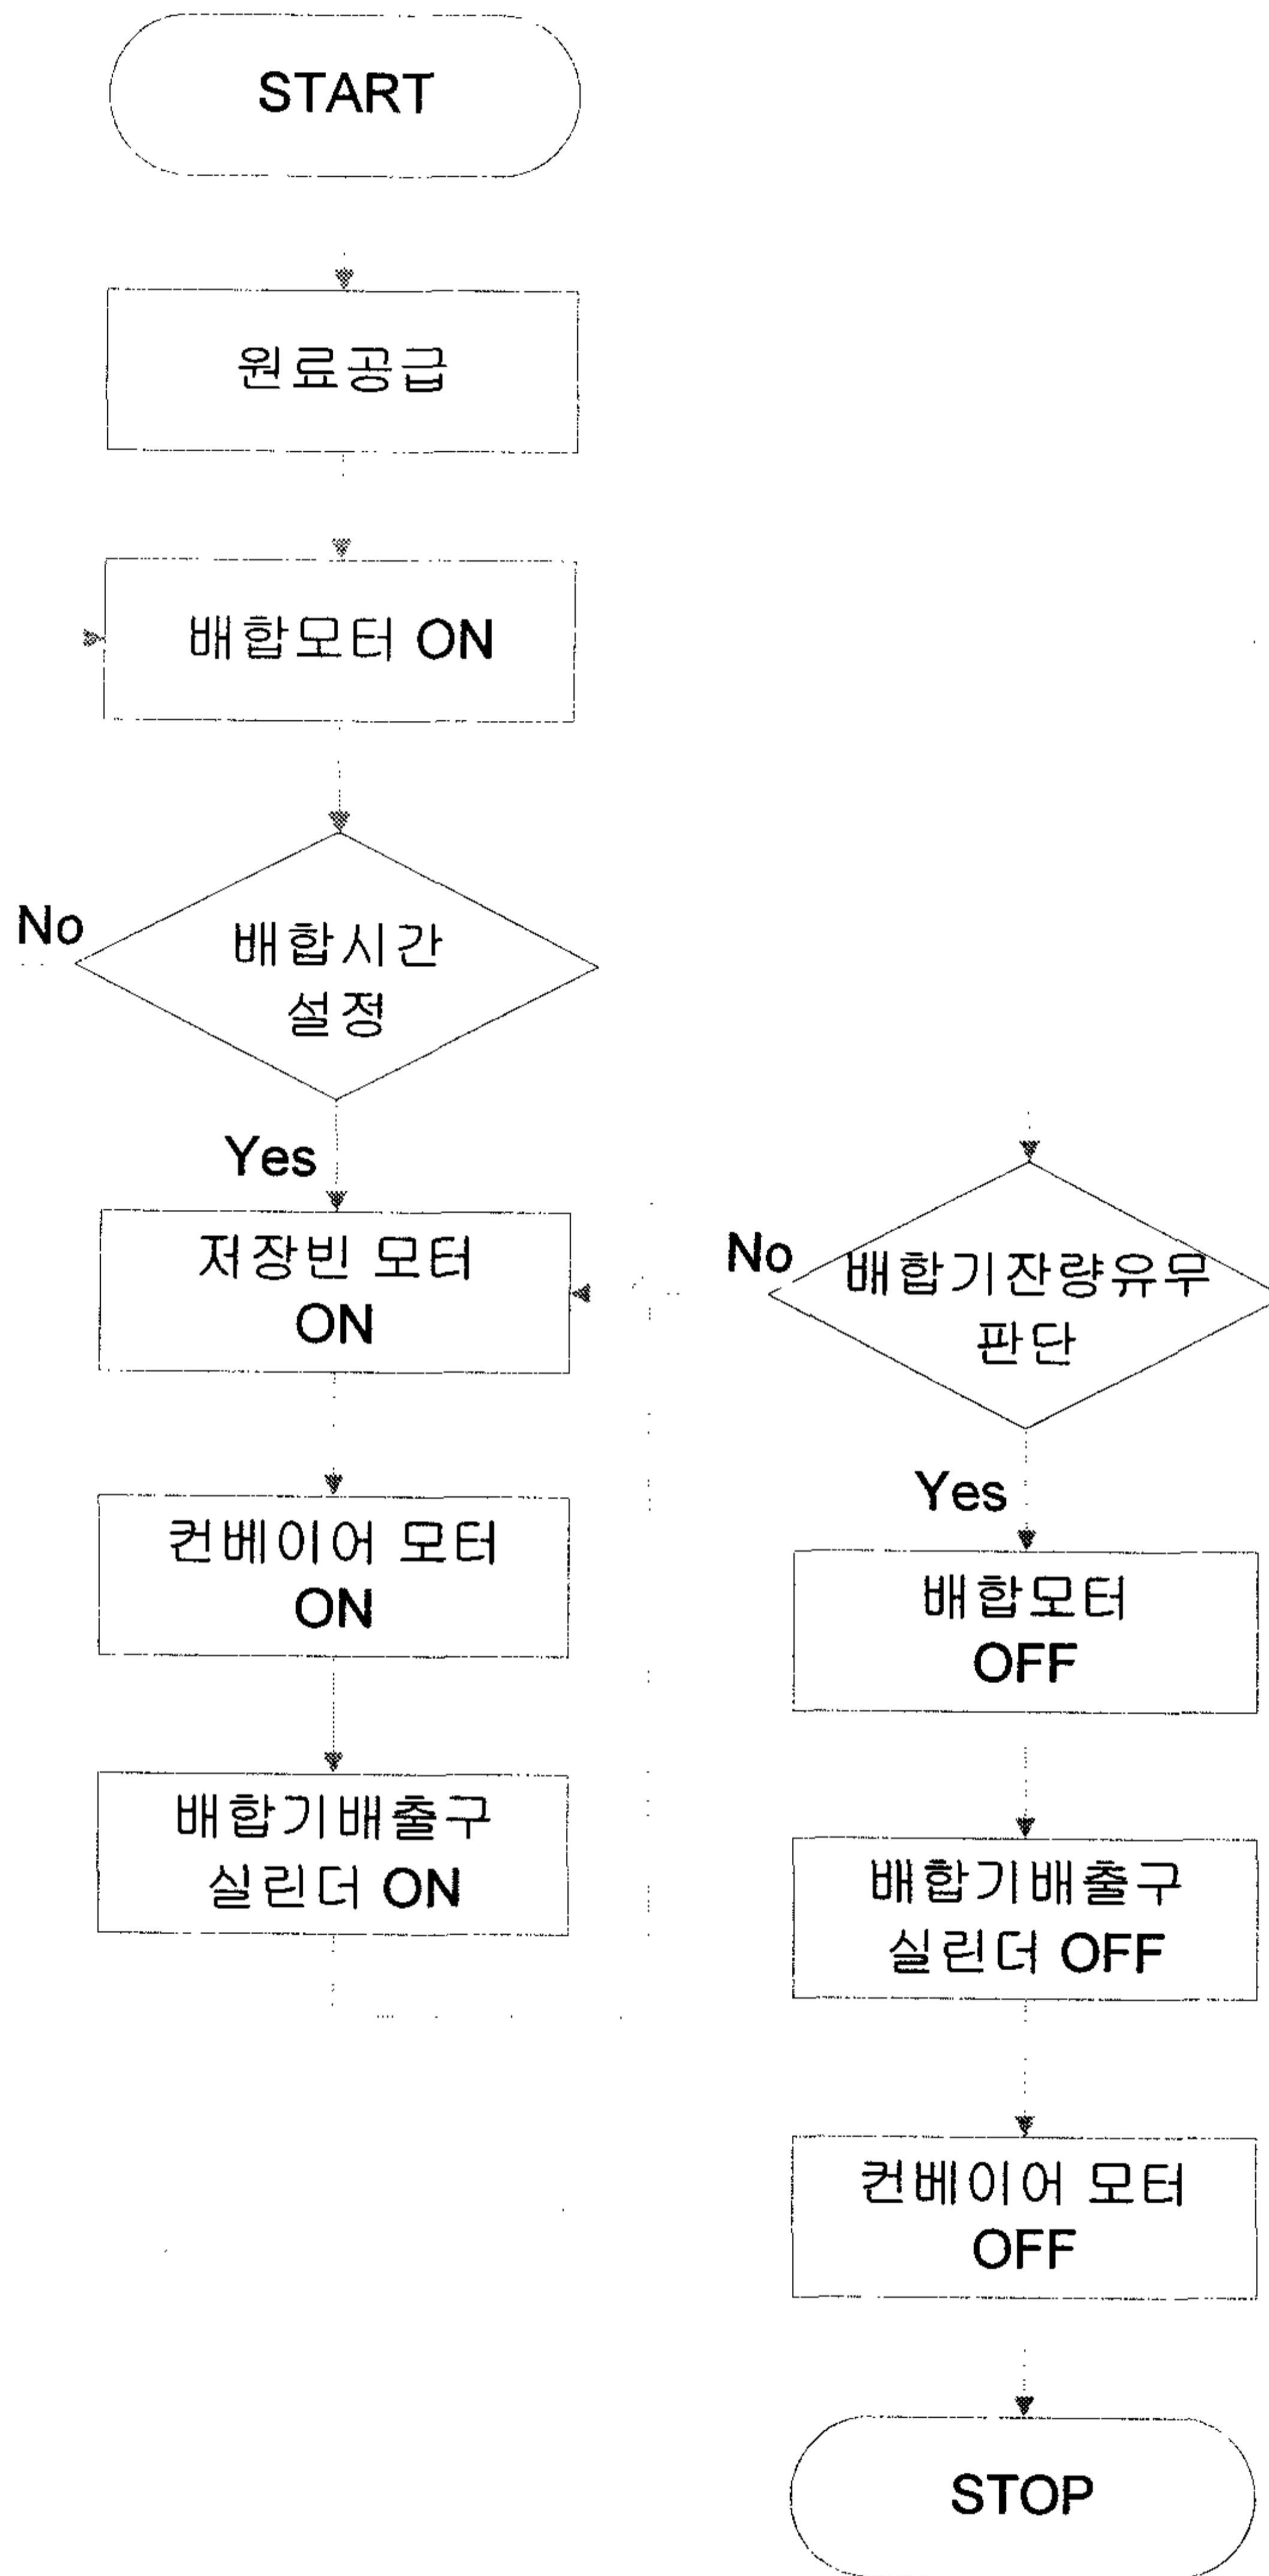 START
원료공급
배합모터 ON
No
배합시간
설정
Yes
저장빈 모터
ON
컨베이어 모터
ON
배합기배출구
실린더 ON
No
배합기잔량유무
판단
Yes
배합모터
OFF
배합기배출구
실린더 OFF
컨베이어 모터
OFF
STOP